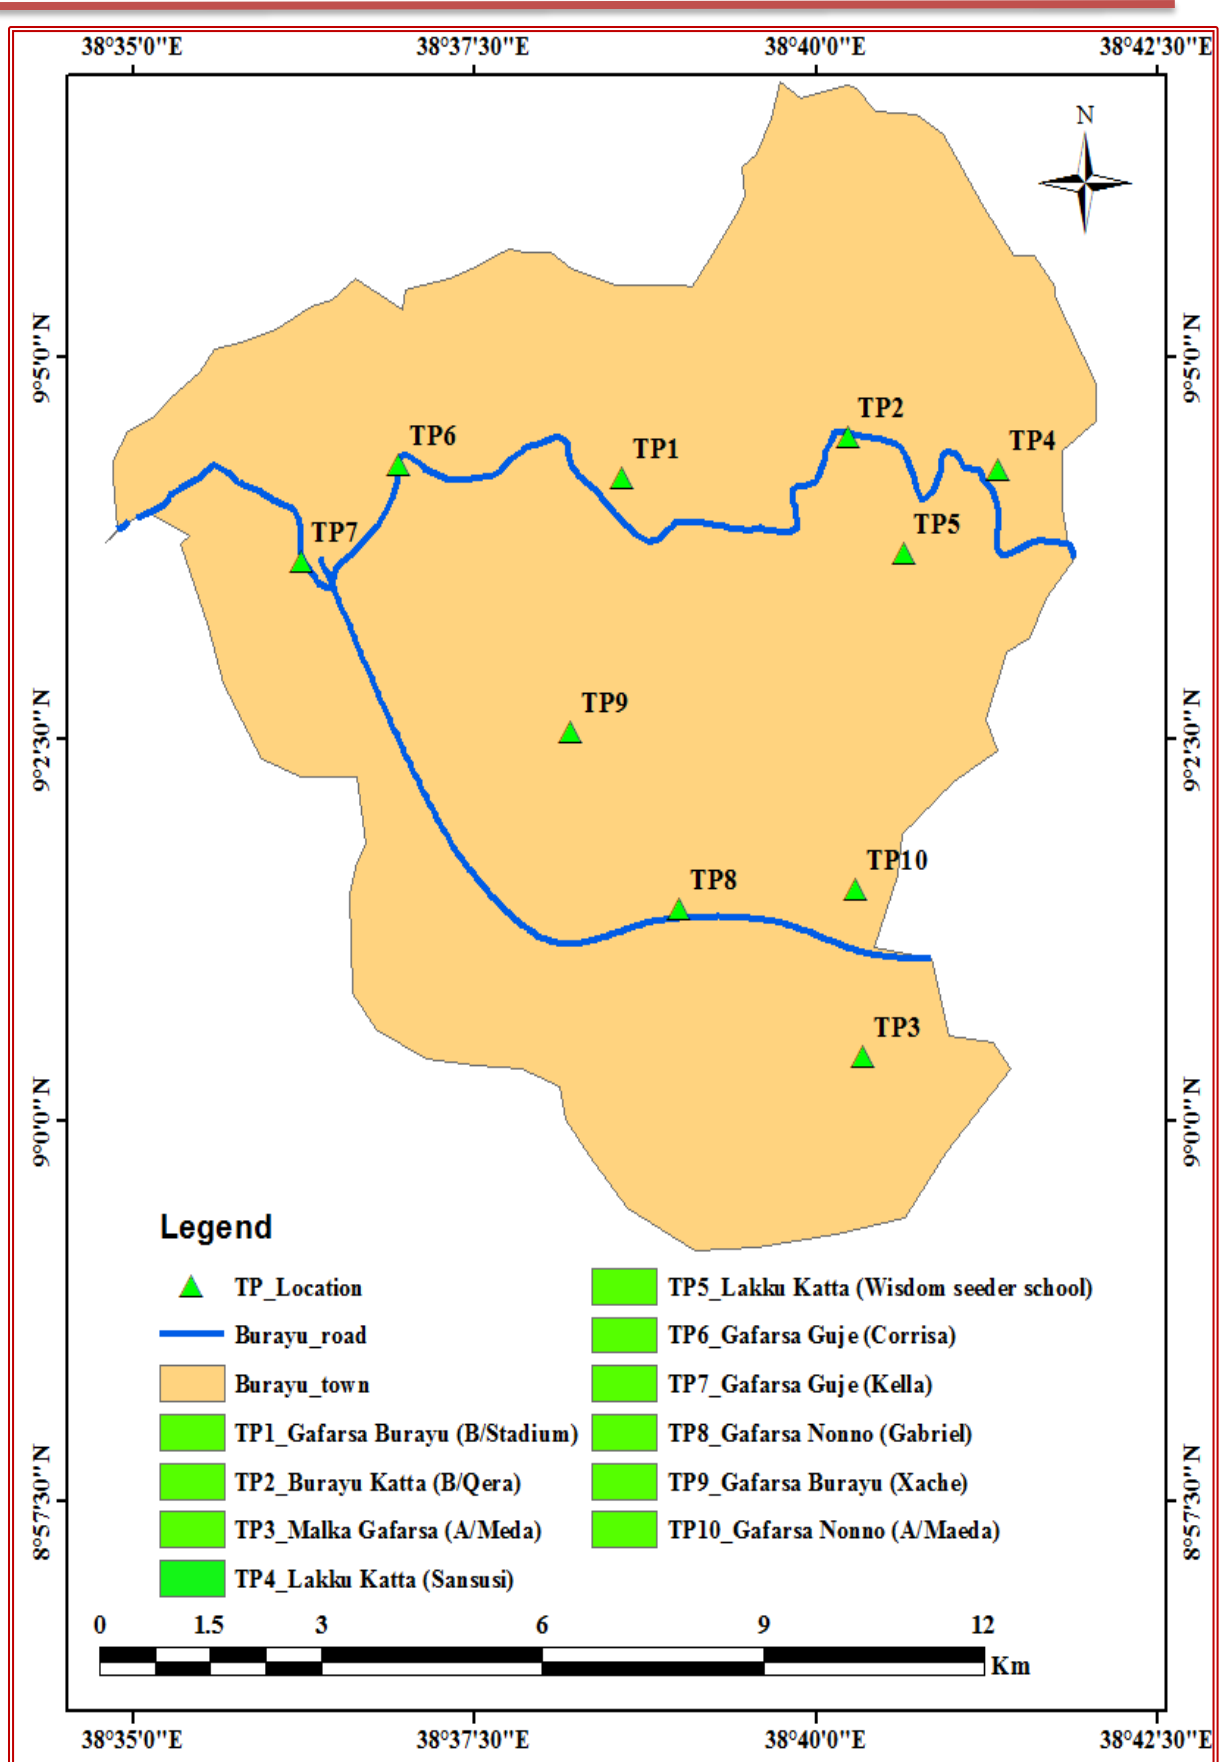 38°35'0"E 38°37'30"E 38°40'0"E 38°42'30"E
N
9°5'0"N 9°5'0"N
TP2
TP6
TP4
TP1
TP5
TP7
9°2'30"N 9°2'30"N
TP9
TP10
TP8
TP3
9°0'0"N 9°0'0"N
Legend
TP_Location
Burayu_road
Burayu_town
TP1_Gafarsa Burayu (B/Stadium)
TP2_Burayu Katta (B/Qera)
TP3_Malka Gafarsa (A/Meda)
TP4_Lakku Katta (Sansusi)
TP5_Lakku Katta (Wisdom seeder school)
TP6_Gafarsa Guje (Corrisa)
TP7_Gafarsa Guje (Kella)
TP8_Gafarsa Nonno (Gabriel)
TP9_Gafarsa Burayu (Xache)
TP10_Gafarsa Nonno (A/Maeda)
8°57'30"N 8°57'30"N
0 1.5 3 6 9 12
Km
38°35'0"E 38°37'30"E 38°40'0"E 38°42'30"E